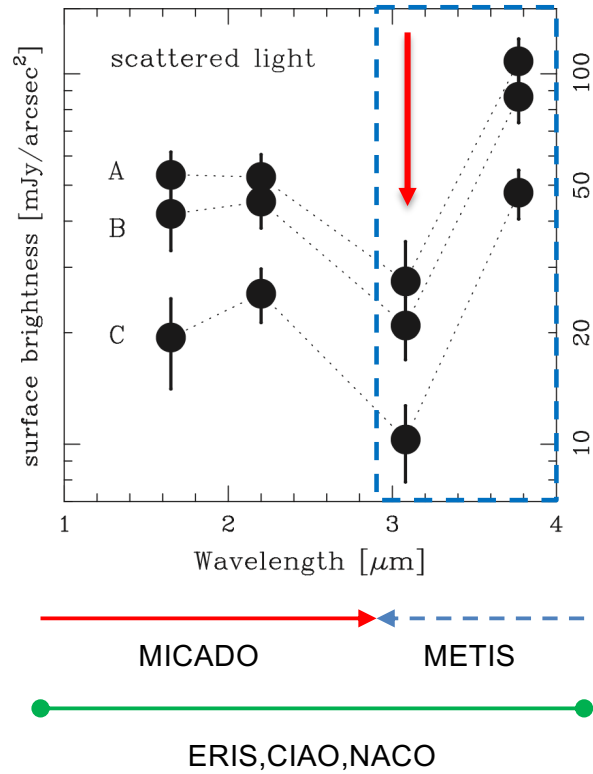 scattered light
A
B
C
surface brightness [mJy/arcsec²]
100
50
20
10
1 2 3 4
Wavelength [μm]
MICADO METIS
ERIS,CIAO,NACO